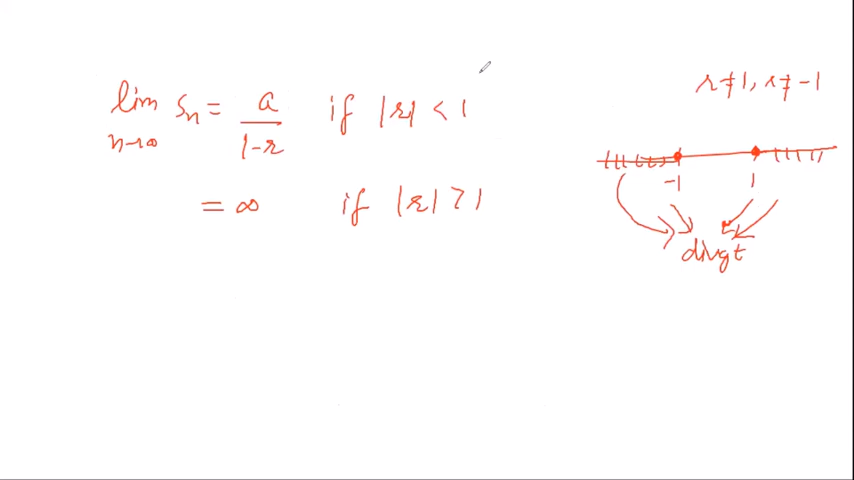 lim n→∞ Sn = a / 1-r if |r| < 1
= ∞ if |r| > 1
r≠1, r≠-1
-1 1
divgt